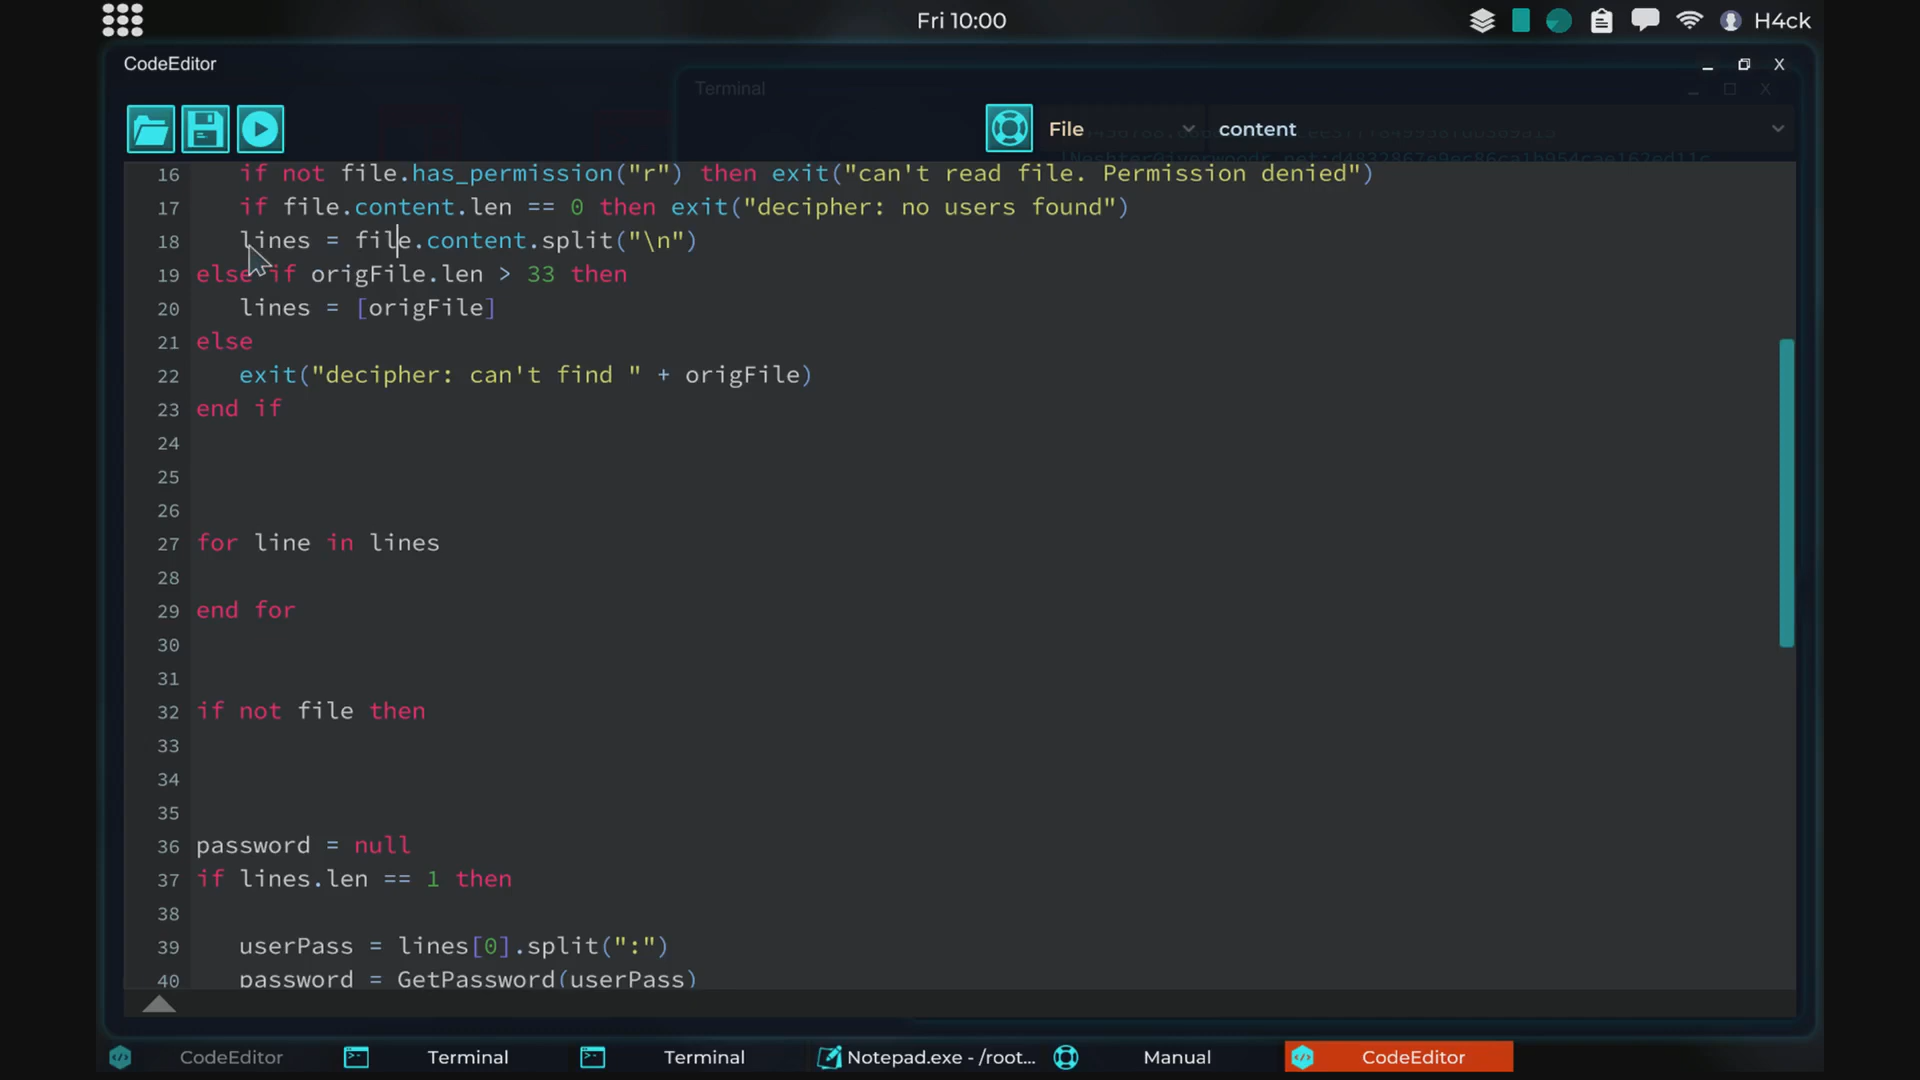 Fri 10:00
H4ck
CodeEditor
Terminal
File
content
16 if not file.has_permission("r") then exit("can't read file. Permission denied")
17 if file.content.len == 0 then exit("decipher: no users found")
18 lines = file.content.split("\n")
19 else if origFile.len > 33 then
20 lines = [origFile]
21 else
22 exit("decipher: can't find " + origFile)
23 end if
24
25
26
27 for line in lines
28
29 end for
30
31
32 if not file then
33
34
35
36 password = null
37 if lines.len == 1 then
38
39 userPass = lines[0].split(":")
40 password = GetPassword(userPass)
CodeEditor
Terminal
Terminal
Notepad.exe - /root...
Manual
CodeEditor